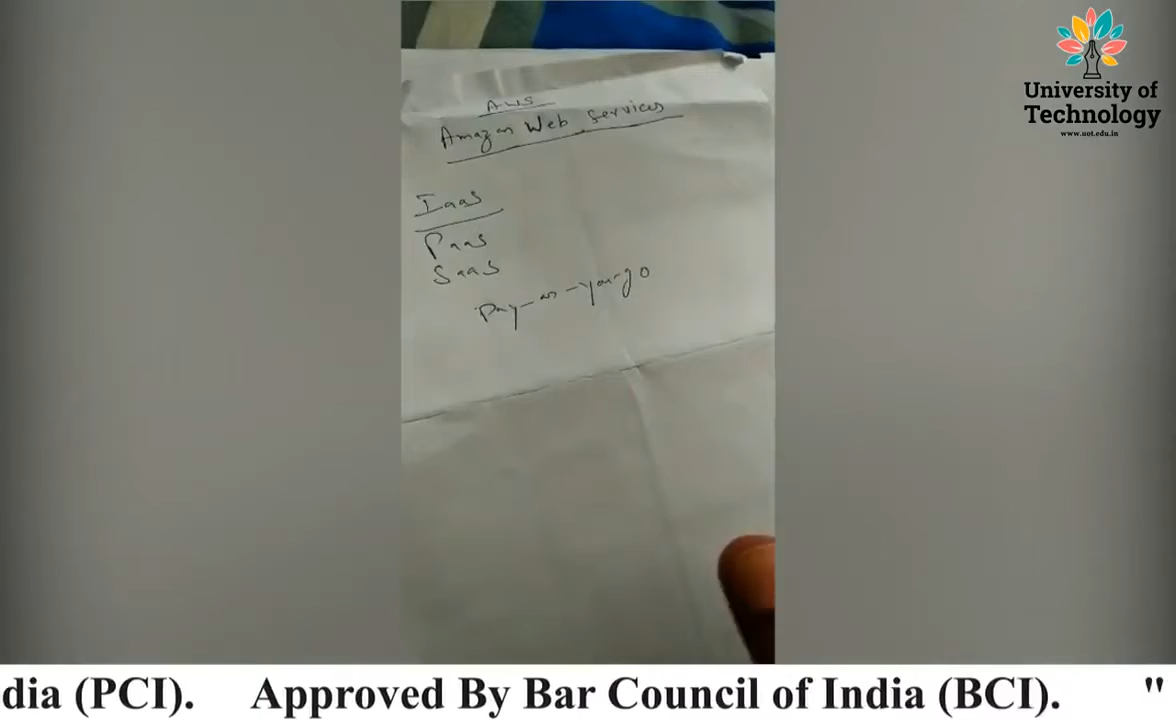 University of
Technology
www.uot.edu.in
AWS
Amazon Web Services
IaaS
PaaS
SaaS
Pay-as-you-go
dia (PCI). Approved By Bar Council of India (BCI). "